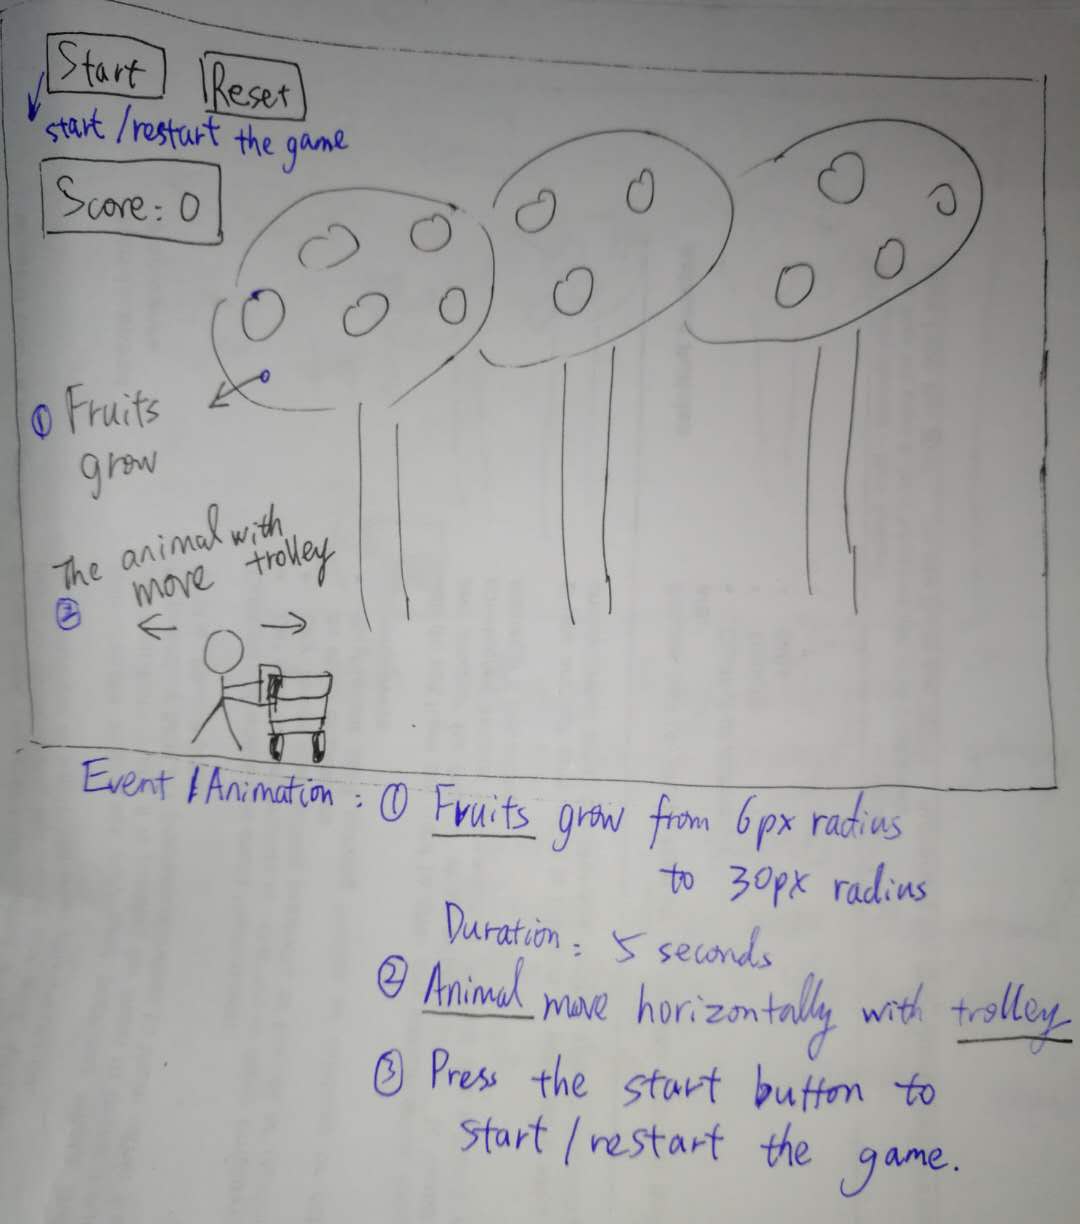 Start
Reset
start / restart the game
Score: 0
① Fruits
grow
The animal with
move trolley
②
Event / Animation : ① Fruits grow from 6px radius
to 30px radius
Duration: 5 seconds
② Animal move horizontally with trolley
③ Press the start button to
start / restart the game.